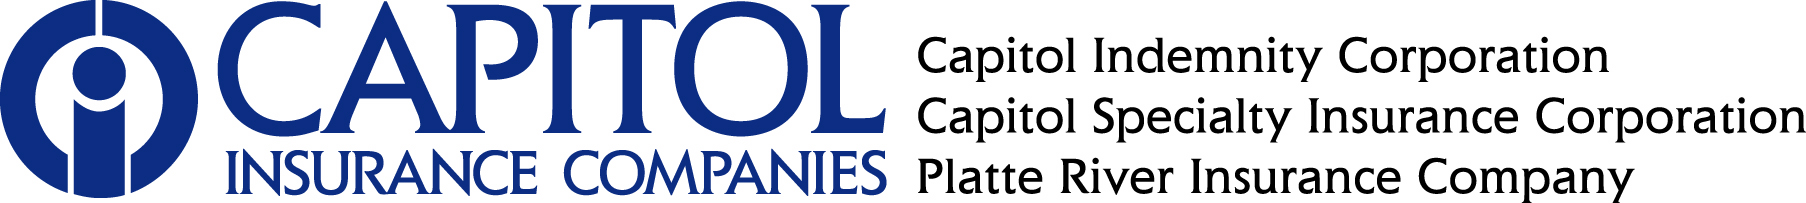 CAPITOL
INSURANCE COMPANIES
Capitol Indemnity Corporation
Capitol Specialty Insurance Corporation
Platte River Insurance Company